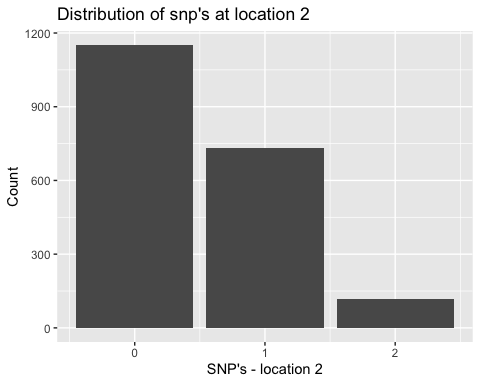 Distribution of snp's at location 2
1200
900
600
300
0
Count
0 1 2
SNP's - location 2